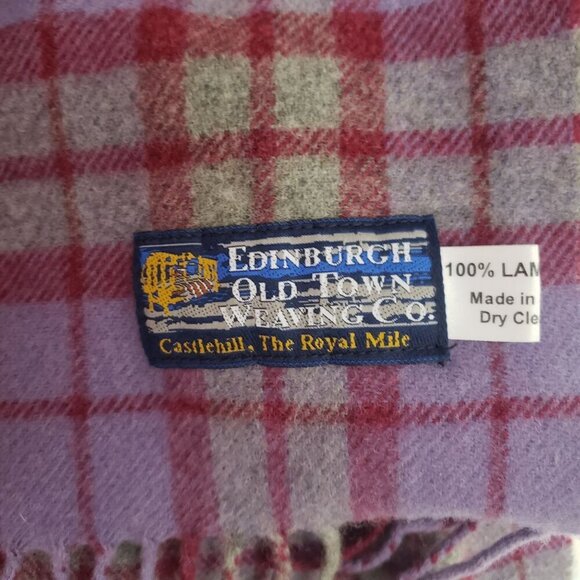 EDINBURGH
OLD TOWN
WEAVING CO.
Castlehill, The Royal Mile
100% LAM
Made in
Dry Cle